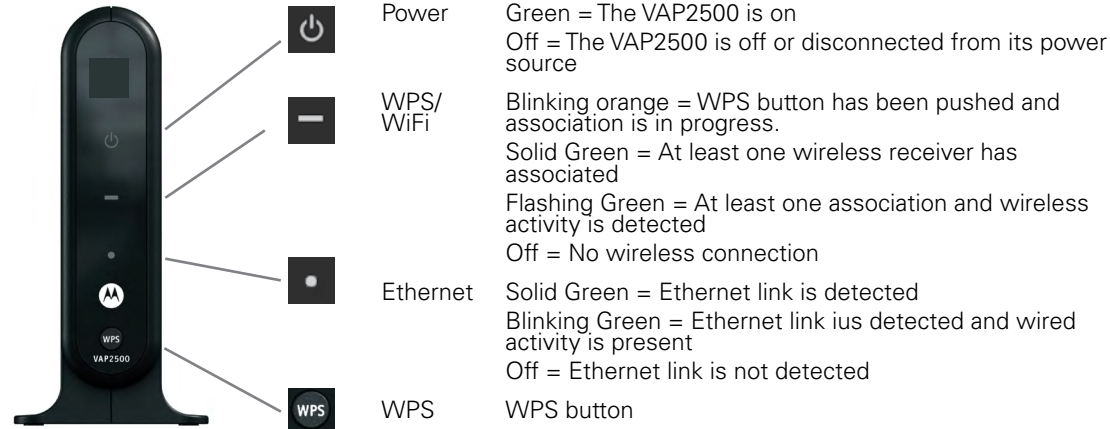 Power Green = The VAP2500 is on
Off = The VAP2500 is off or disconnected from its power
source
WPS/
WiFi
Blinking orange = WPS button has been pushed and
association is in progress.
Solid Green = At least one wireless receiver has
associated
Flashing Green = At least one association and wireless
activity is detected
Off = No wireless connection
Ethernet Solid Green = Ethernet link is detected
Blinking Green = Ethernet link ius detected and wired
activity is present
Off = Ethernet link is not detected
WPS WPS WPS button
WPS
VAP2500